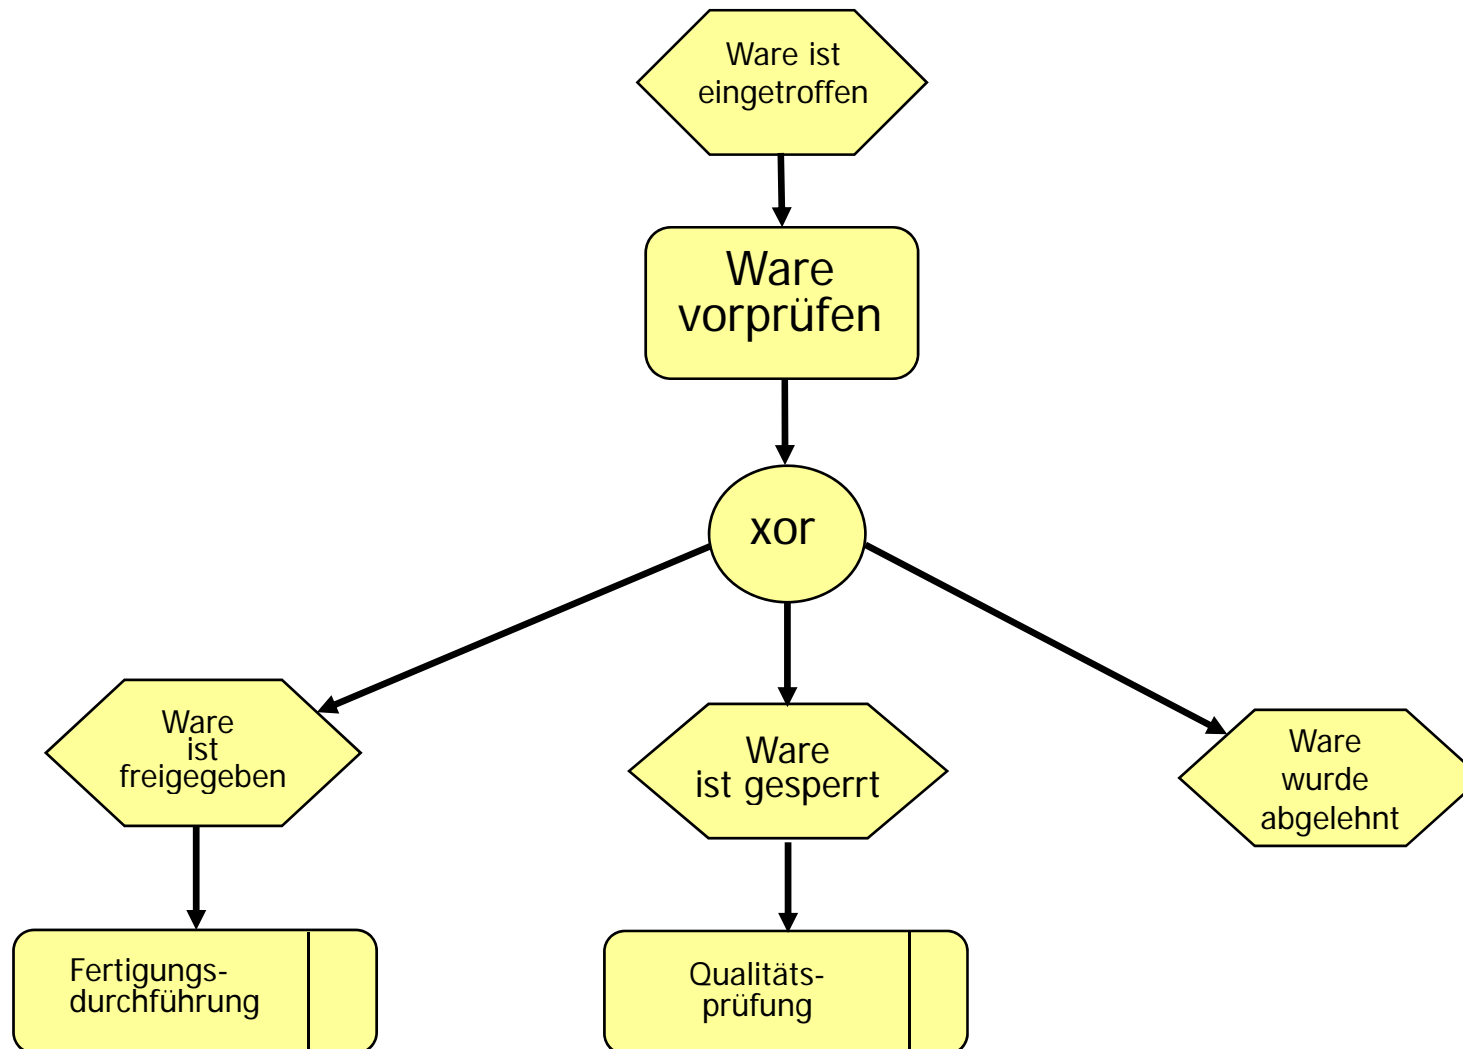 Ware ist
eingetroffen
Ware
vorprüfen
xor
Ware
ist
freigegeben
Ware
ist gesperrt
Ware
wurde
abgelehnt
Fertigungs-
durchführung
Qualitäts-
prüfung